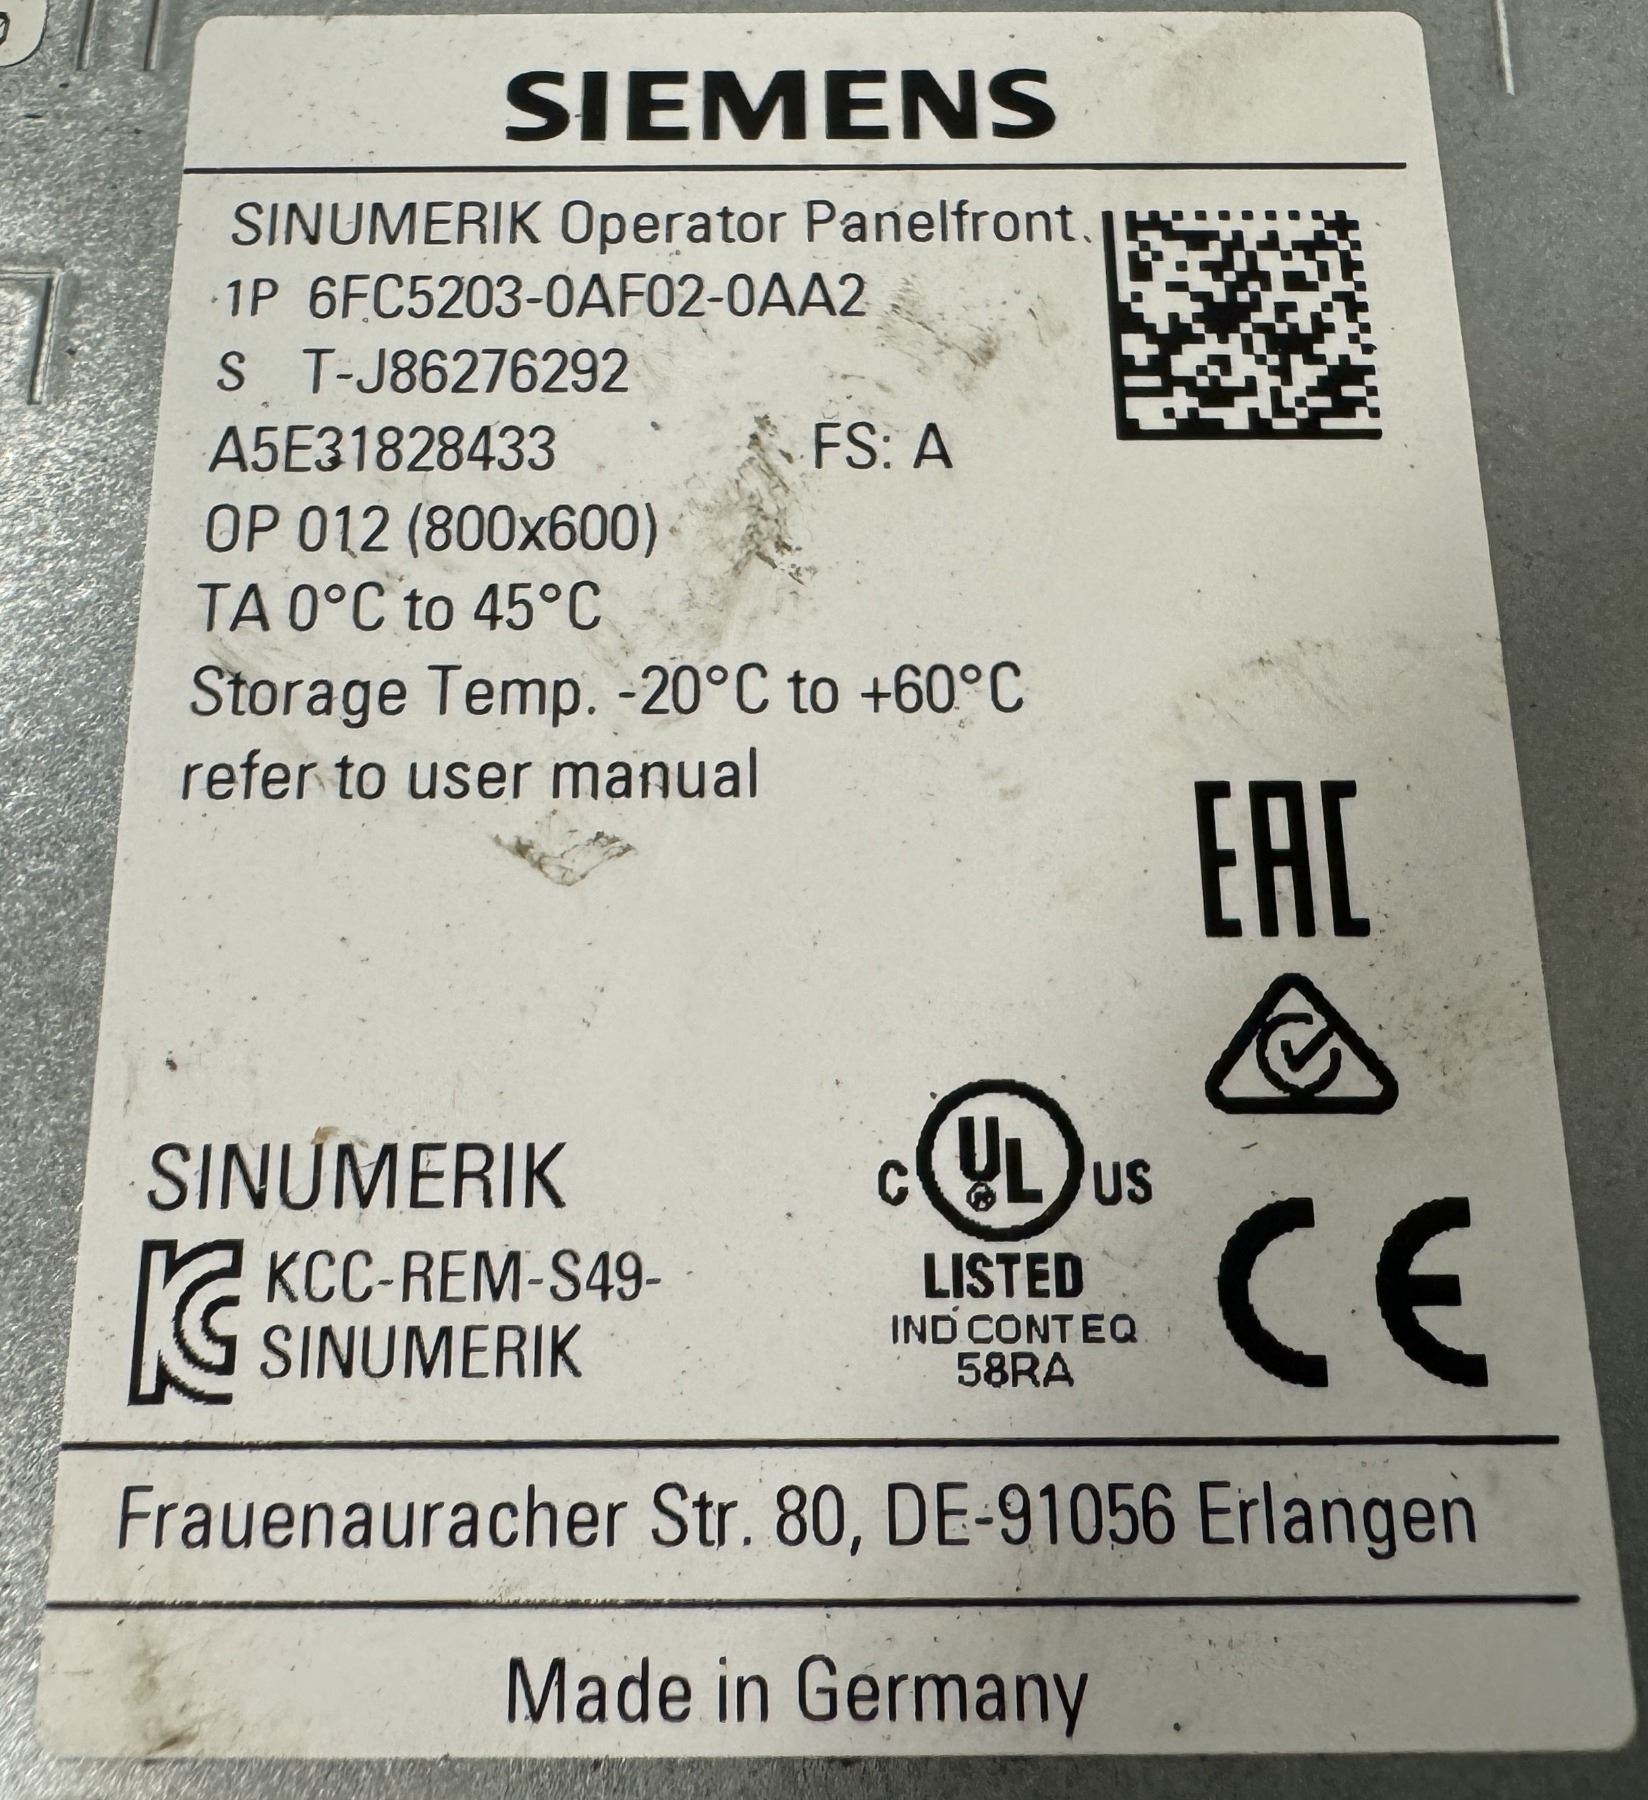 SIEMENS
SINUMERIK Operator Panelfront
1P 6FC5203-0AF02-0AA2
S T-J86276292
A5E31828433 FS: A
OP 012 (800x600)
TA 0°C to 45°C
Storage Temp. -20°C to +60°C
refer to user manual
EAC
SINUMERIK
C UL US
LISTED
IND CONT EQ
58RA
KCC-REM-S49-
SINUMERIK
CE
Frauenauracher Str. 80, DE-91056 Erlangen
Made in Germany